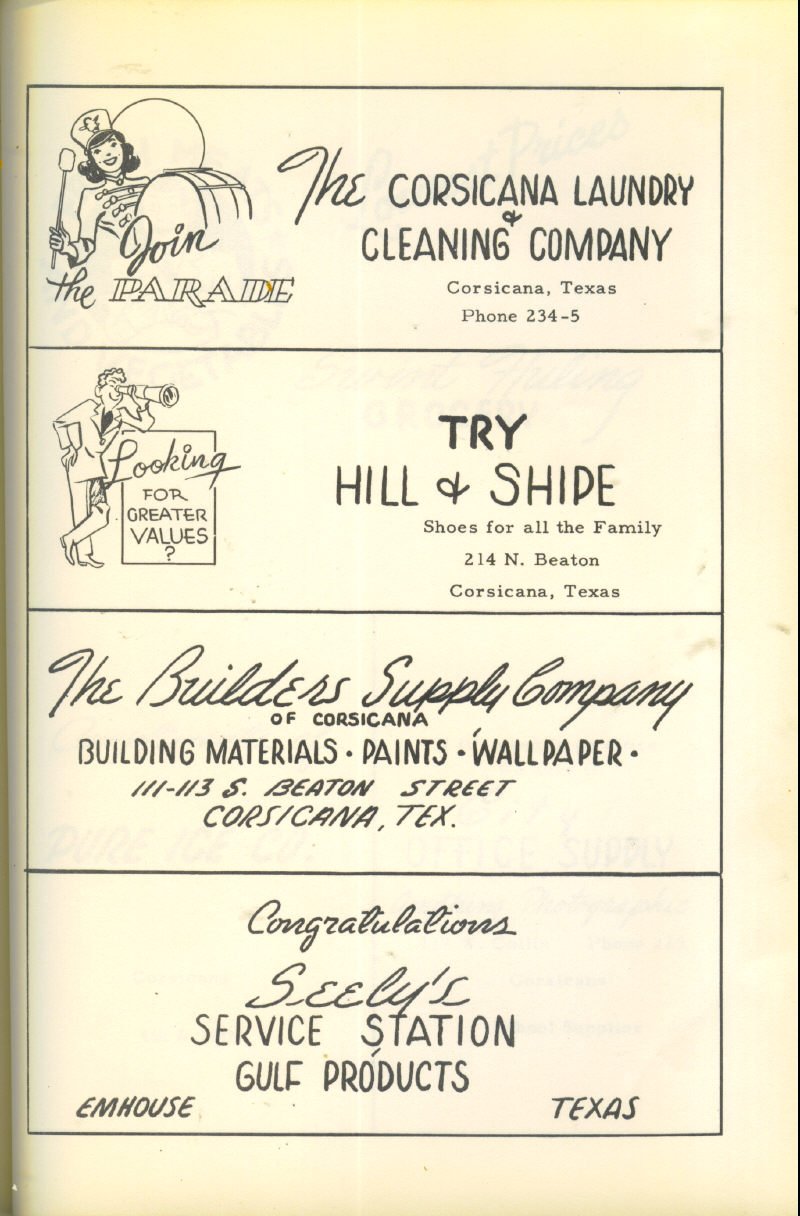 Join
the PARADE
The CORSICANA LAUNDRY
&
CLEANING COMPANY
Corsicana, Texas
Phone 234-5
Looking
FOR
GREATER
VALUES
?
TRY
HILL & SHIPE
Shoes for all the Family
214 N. Beaton
Corsicana, Texas
The Builders Supply Company
OF CORSICANA
BUILDING MATERIALS · PAINTS · WALLPAPER ·
111-113 S. BEATON STREET
CORSICANA, TEX.
Congratulations
Seely's
SERVICE STATION
GULF PRODUCTS
EMHOUSE TEXAS